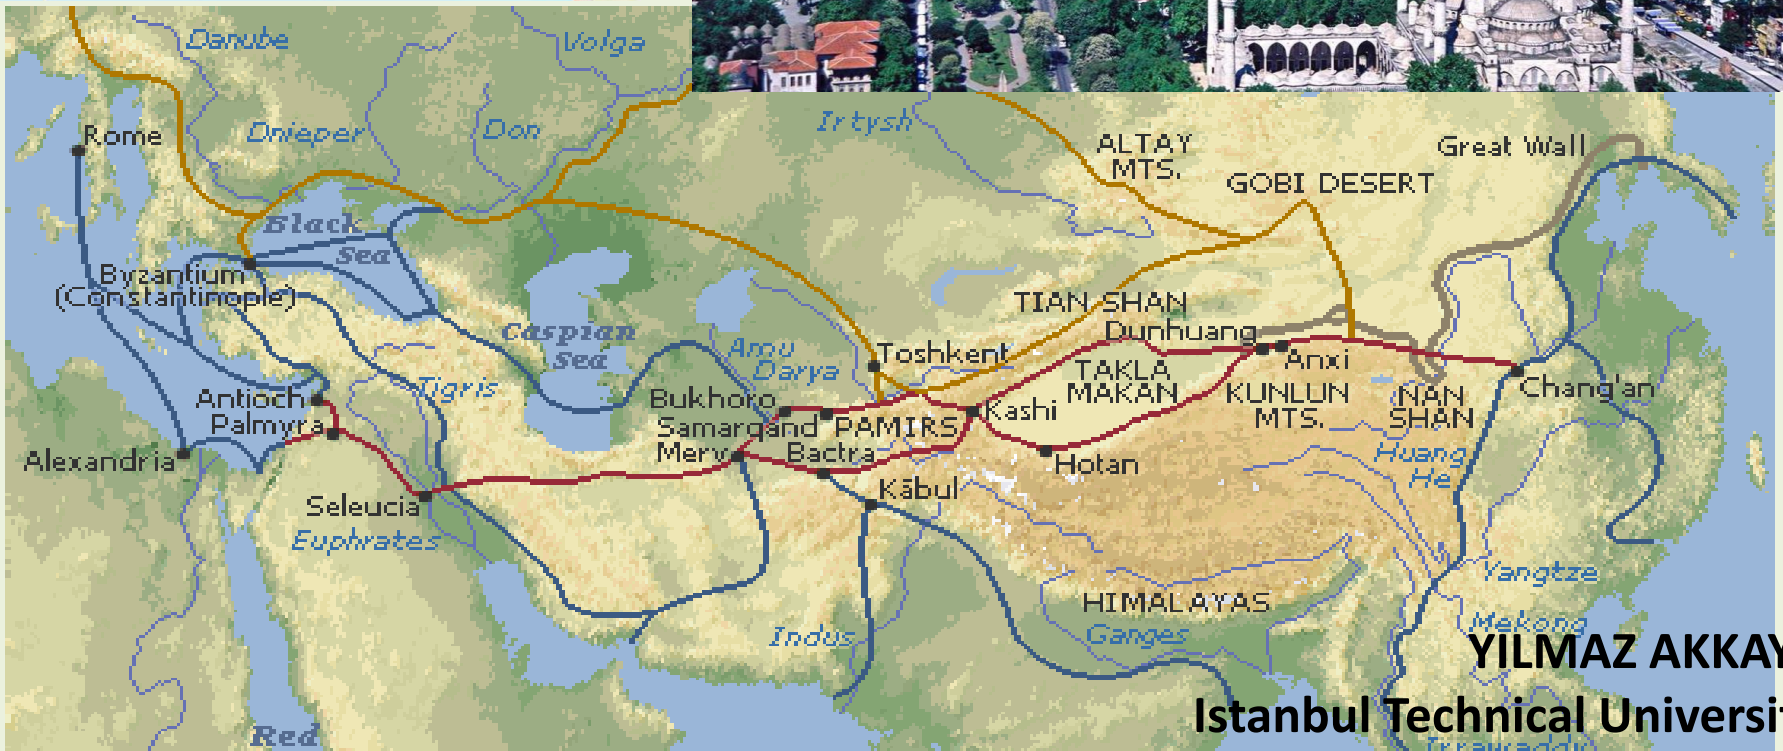 Danube
Volga
Rome
Dnieper
Don
Irtysh
ALTAY
MTS.
Great Wall
GOBI DESERT
Black
Sea
Byzantium
(Constantinople)
TIAN SHAN
Caspian
Sea
Dunhuang
Amu
Darya
Toshkent
Anxi
TAKLA
MAKAN
Tigris
KUNLUN
MTS.
NAN
SHAN
Chang'an
Antioch
Palmyra
Bukhoro
Samarqand
PAMIRS
Kashi
Merv
Bactra
Hotan
Alexandria
Huang
He
Kābul
Seleucia
Euphrates
Yangtze
HIMALAYAS
Indus
Ganges
Mekong
YILMAZ AKKAY
Istanbul Technical Universit
Red
Irrawaddy